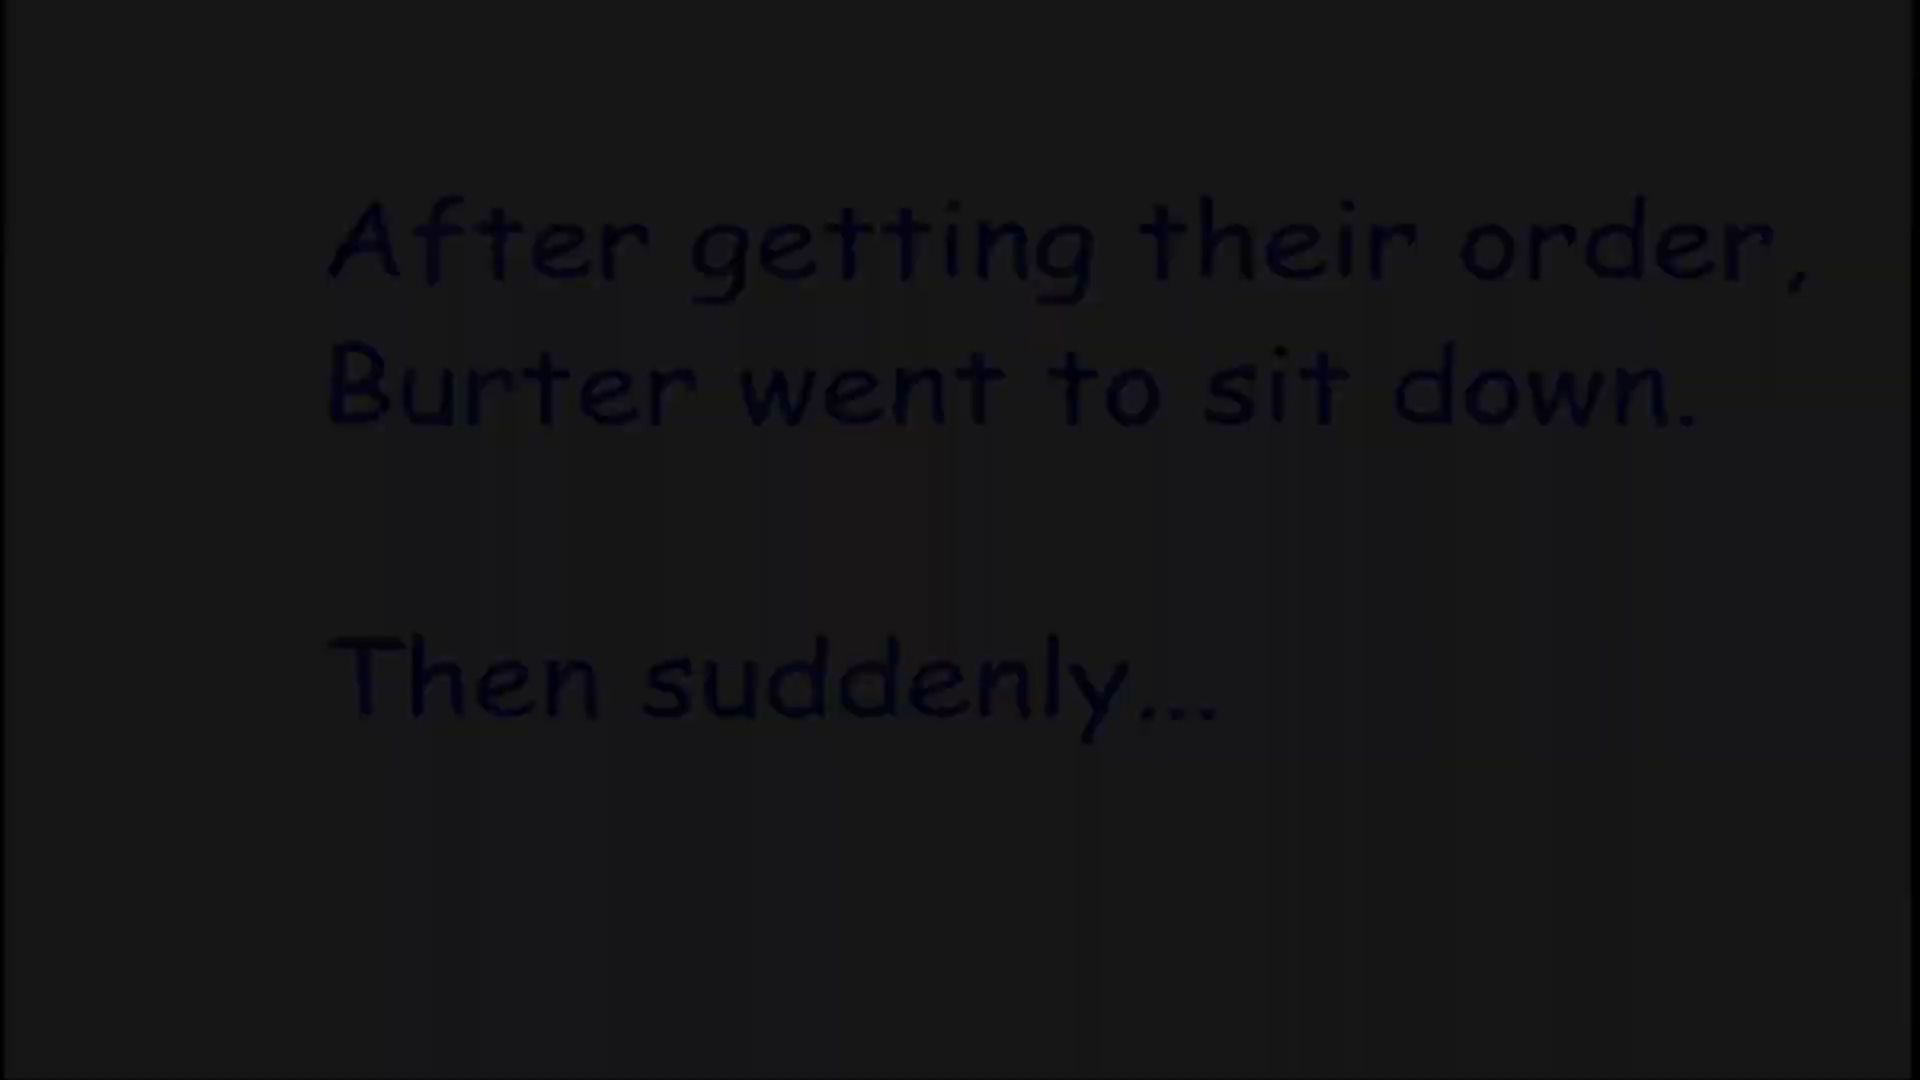 After getting their order,
Burter went to sit down.
Then suddenly...